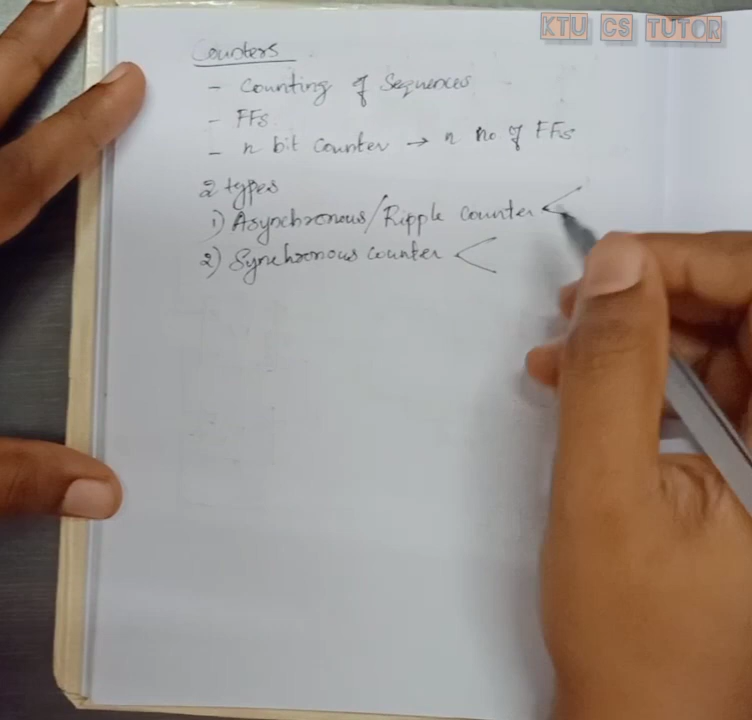 KTU CS TUTOR
Counters
- Counting of Sequences
- FFs
- n bit Counter → n no of FFs
2 types
1) Asynchronous/Ripple Counter <
2) Synchronous counter <